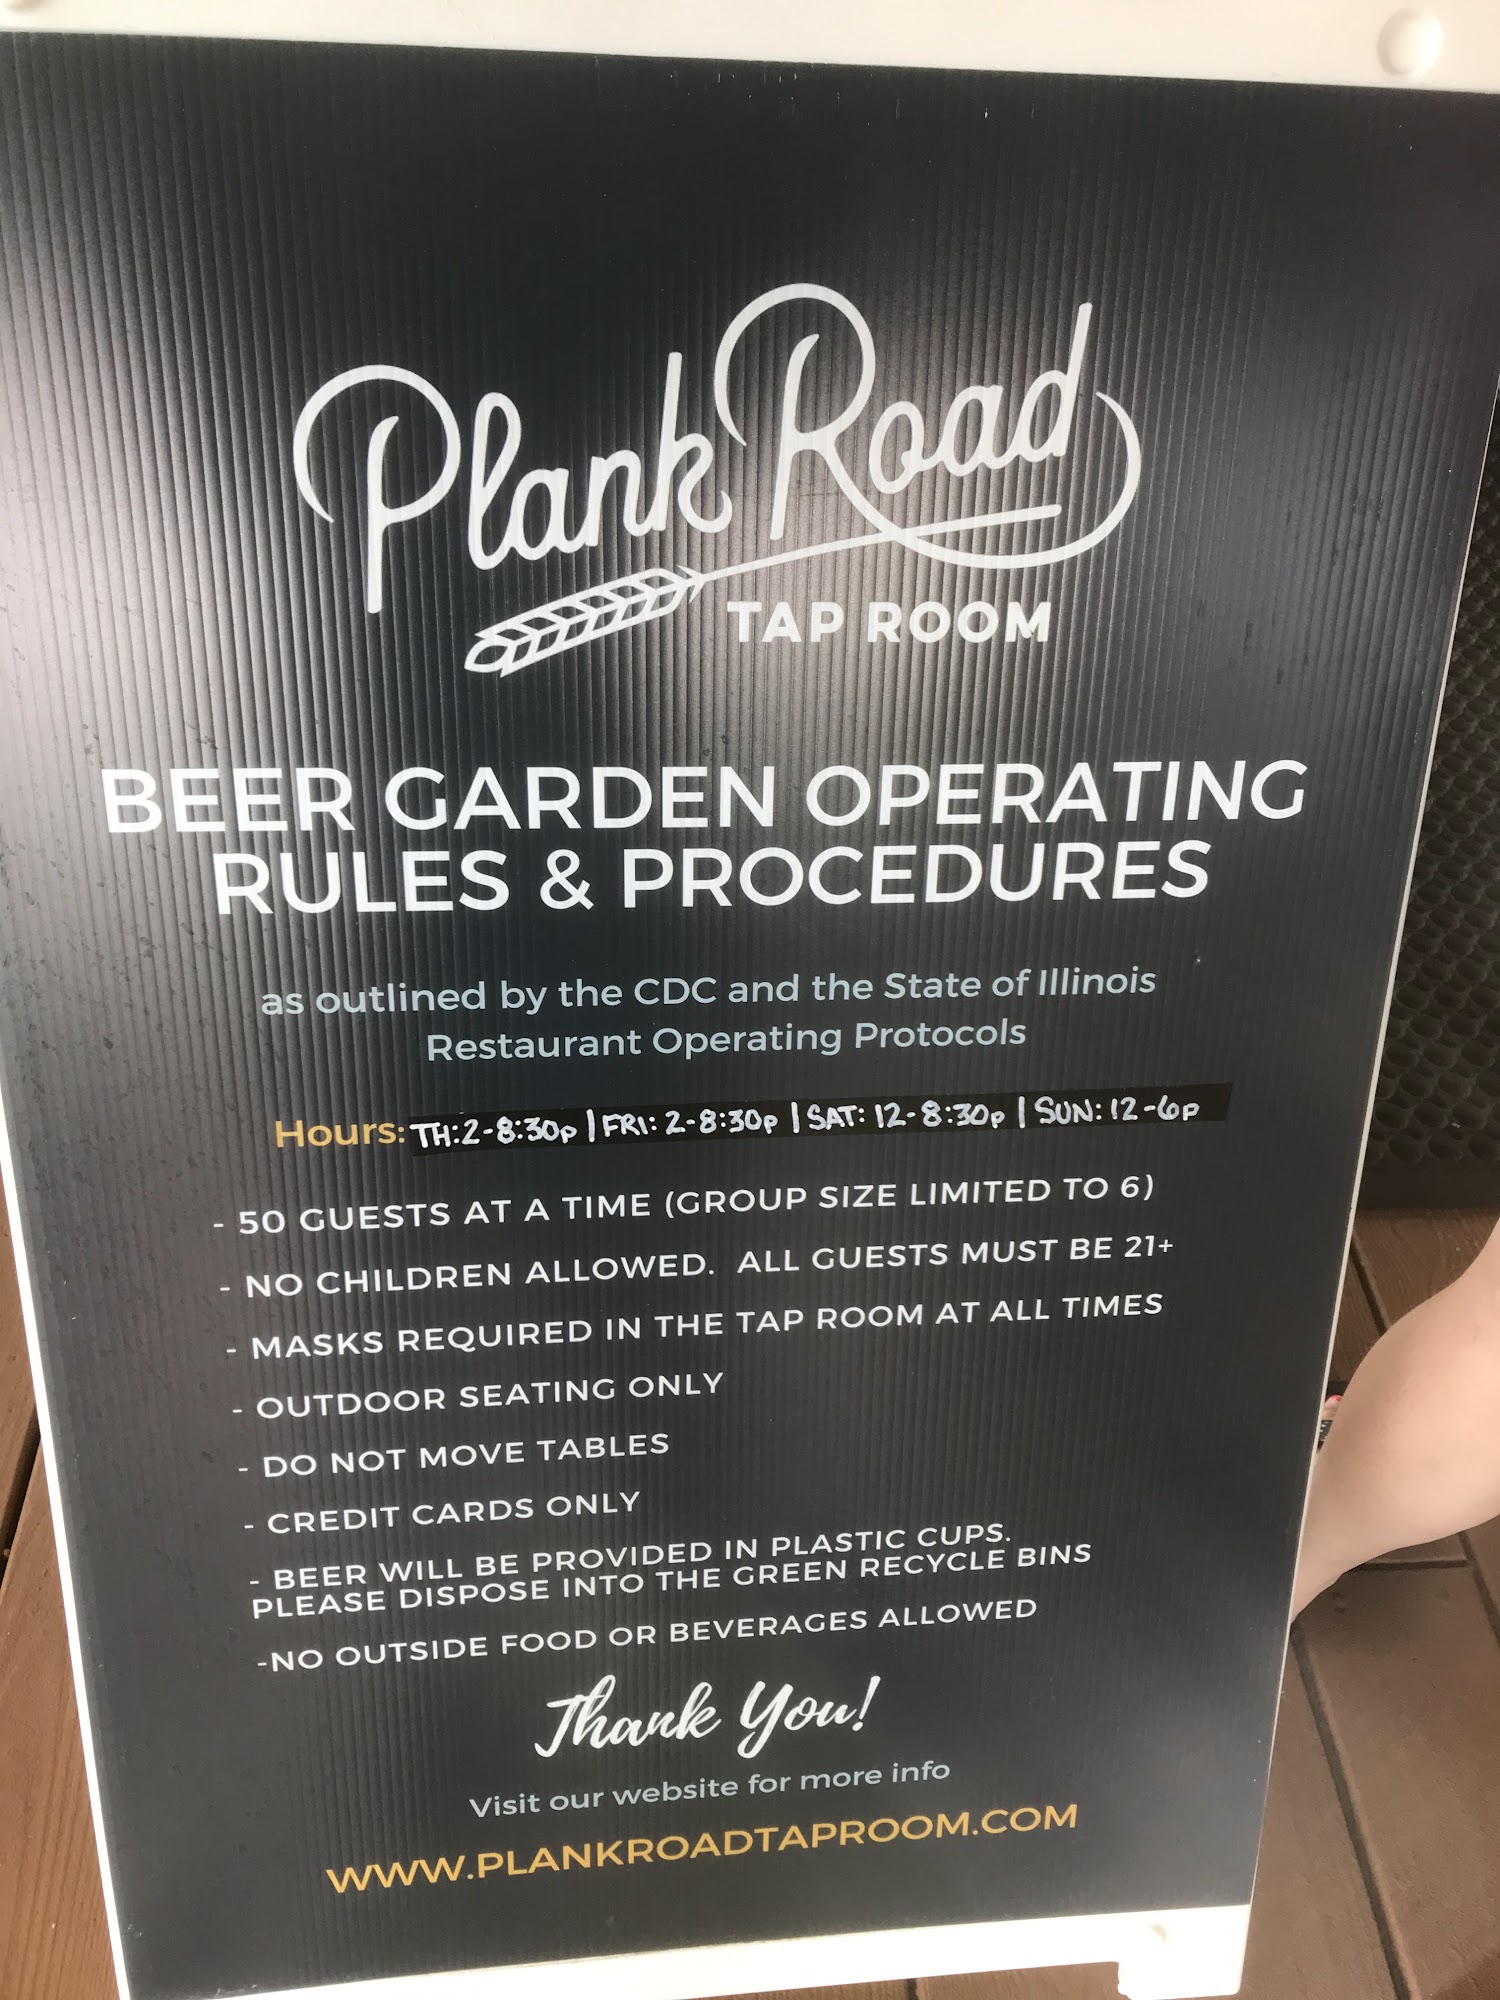 Plank Road
TAP ROOM
BEER GARDEN OPERATING
RULES & PROCEDURES
as outlined by the CDC and the State of Illinois
Restaurant Operating Protocols
Hours: TH: 2-8:30p | FRI: 2-8:30p | SAT: 12-8:30p | SUN: 12-6p
- 50 GUESTS AT A TIME (GROUP SIZE LIMITED TO 6)
- NO CHILDREN ALLOWED. ALL GUESTS MUST BE 21+
- MASKS REQUIRED IN THE TAP ROOM AT ALL TIMES
- OUTDOOR SEATING ONLY
- DO NOT MOVE TABLES
- CREDIT CARDS ONLY
- BEER WILL BE PROVIDED IN PLASTIC CUPS.
PLEASE DISPOSE INTO THE GREEN RECYCLE BINS
-NO OUTSIDE FOOD OR BEVERAGES ALLOWED
Thank You!
Visit our website for more info
WWW.PLANKROADTAPROOM.COM